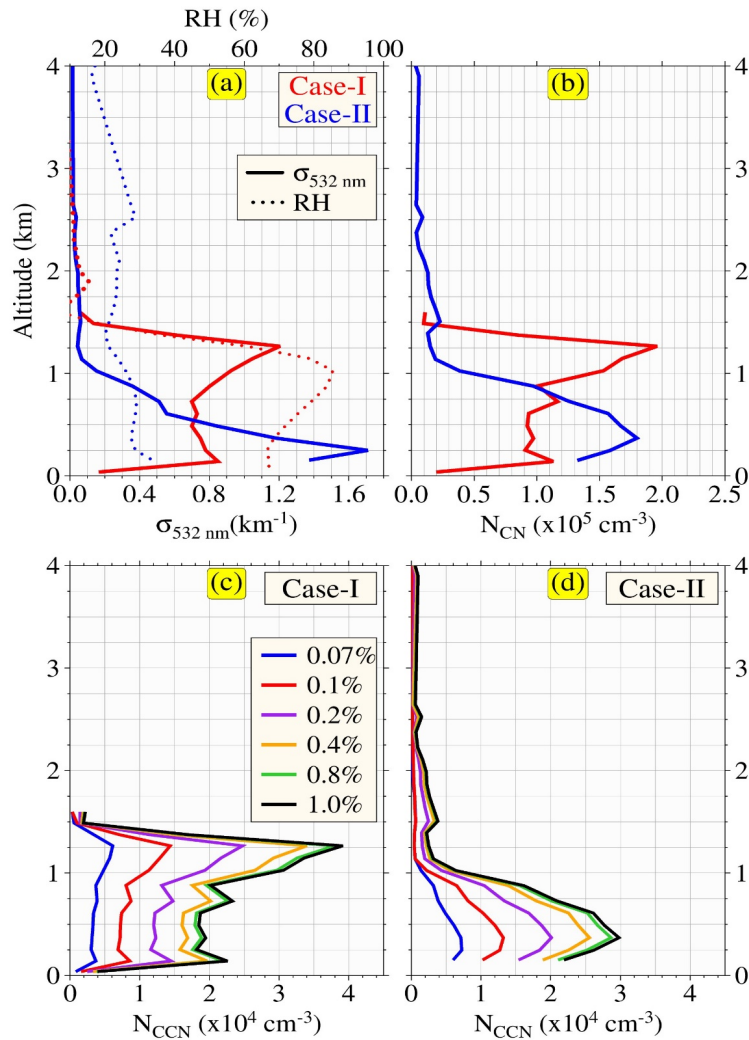 RH (%)
0 20 40 60 80 100
(a)
Case-I
Case-II
σ532 nm
RH
(b)
4
3
2
1
0
Altitude (km)
4
3
2
1
0
0.0 0.4 0.8 1.2 1.6
σ532 nm(km-1)
0.0 0.5 1.0 1.5 2.0 2.5
NCN (x10^5 cm-3)
(c)
Case-I
(d)
Case-II
0.07%
0.1%
0.2%
0.4%
0.8%
1.0%
4
3
2
1
0
4
3
2
1
0
0 1 2 3 4
NCCN (x10^4 cm-3)
0 1 2 3 4
NCCN (x10^4 cm-3)